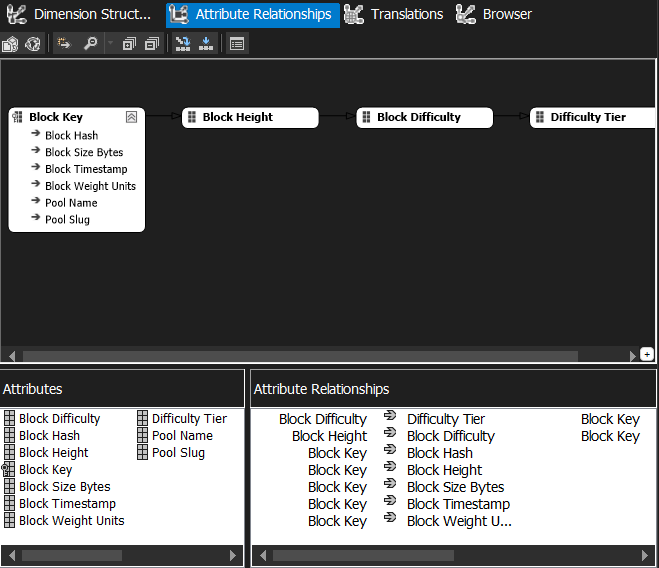 Dimension Struct... Attribute Relationships Translations Browser
Block Key Block Height Block Difficulty Difficulty Tier
Block Hash
Block Size Bytes
Block Timestamp
Block Weight Units
Pool Name
Pool Slug
Attributes
Block Difficulty Difficulty Tier
Block Hash Pool Name
Block Height Pool Slug
Block Key
Block Size Bytes
Block Timestamp
Block Weight Units
Attribute Relationships
Block Difficulty Difficulty Tier Block Key
Block Height Block Difficulty Block Key
Block Key Block Hash
Block Key Block Height
Block Key Block Size Bytes
Block Key Block Timestamp
Block Key Block Weight U...